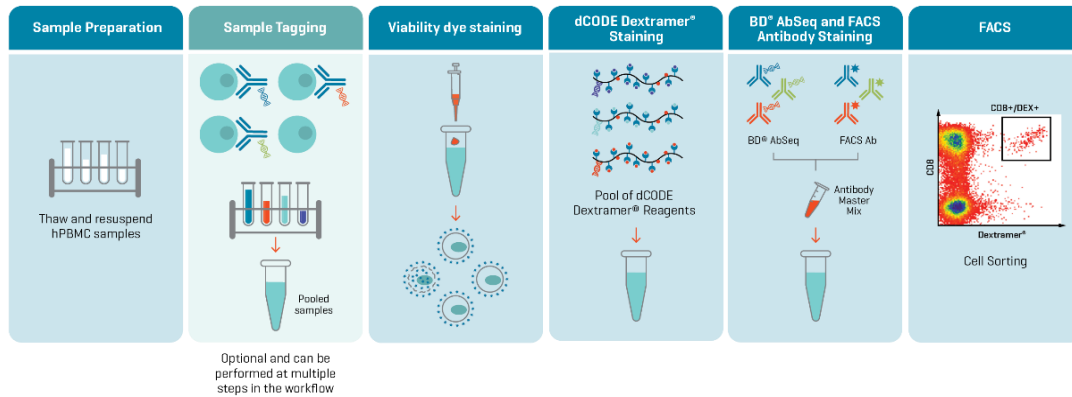 Sample Preparation
Thaw and resuspend
hPBMC samples
Sample Tagging
Pooled
samples
Optional and can be
performed at multiple
steps in the workflow
Viability dye staining
dCODE Dextramer®
Staining
Pool of dCODE
Dextramer® Reagents
BD® AbSeq and FACS
Antibody Staining
BD® AbSeq
FACS Ab
Antibody
Master
Mix
FACS
CD8+/DEX+
CD8
Dextramer®
Cell Sorting